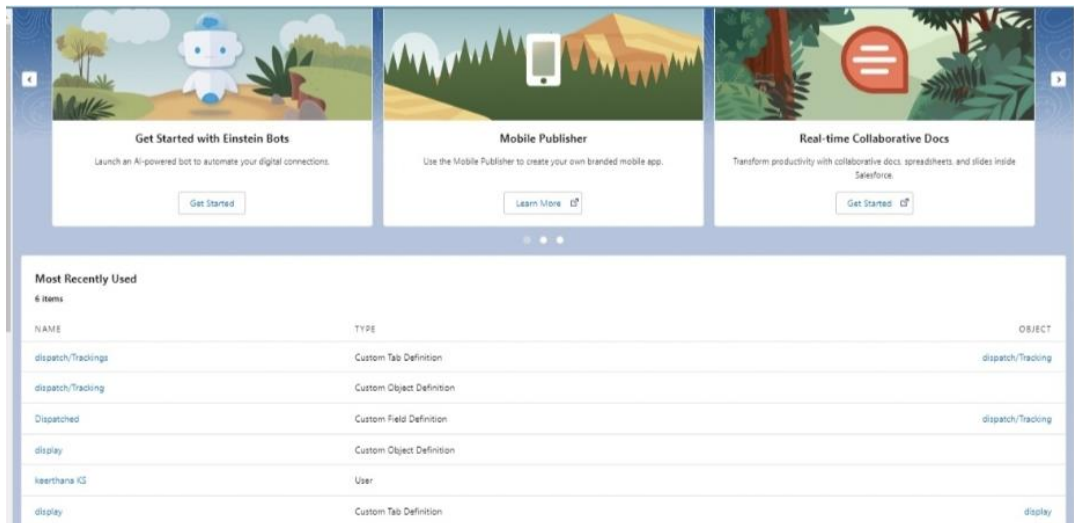 Get Started with Einstein Bots
Launch an AI-powered bot to automate your digital connections.
Get Started
Mobile Publisher
Use the Mobile Publisher to create your own branded mobile app.
Learn More
Real-time Collaborative Docs
Transform productivity with collaborative docs, spreadsheets, and slides inside
Salesforce.
Get Started
Most Recently Used
6 items
NAME TYPE OBJECT
dispatch/Trackings Custom Tab Definition dispatch/Tracking
dispatch/Tracking Custom Object Definition
Dispatched Custom Field Definition dispatch/Tracking
display Custom Object Definition
keerthana KS User
display Custom Tab Definition display